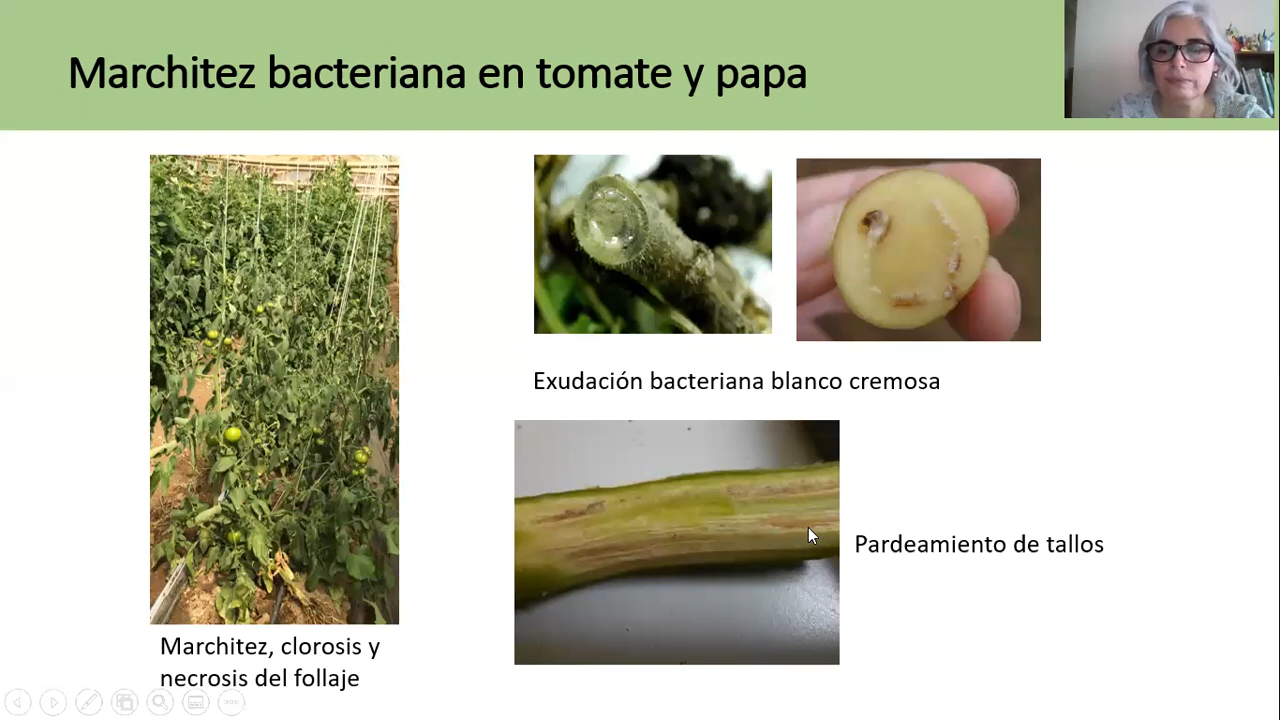 Marchitez bacteriana en tomate y papa
Exudación bacteriana blanco cremosa
Pardeamiento de tallos
Marchitez, clorosis y
necrosis del follaje